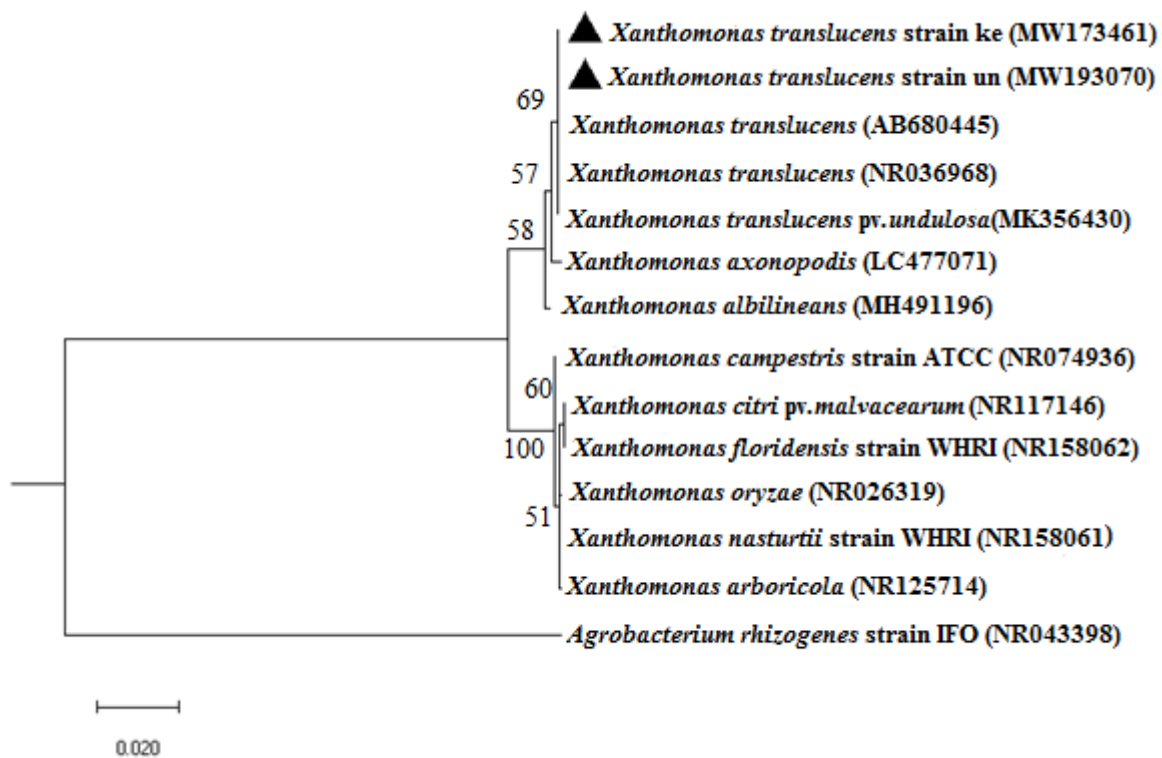 Xanthomonas translucens strain ke (MW173461)
Xanthomonas translucens strain un (MW193070)
69
Xanthomonas translucens (AB680445)
57
Xanthomonas translucens (NR036968)
58
Xanthomonas translucens pv.undulosa(MK356430)
Xanthomonas axonopodis (LC477071)
Xanthomonas albilineans (MH491196)
Xanthomonas campestris strain ATCC (NR074936)
60
Xanthomonas citri pv.malvacearum (NR117146)
100
Xanthomonas floridensis strain WHRI (NR158062)
Xanthomonas oryzae (NR026319)
51
Xanthomonas nasturtii strain WHRI (NR158061)
Xanthomonas arboricola (NR125714)
Agrobacterium rhizogenes strain IFO (NR043398)
0.020